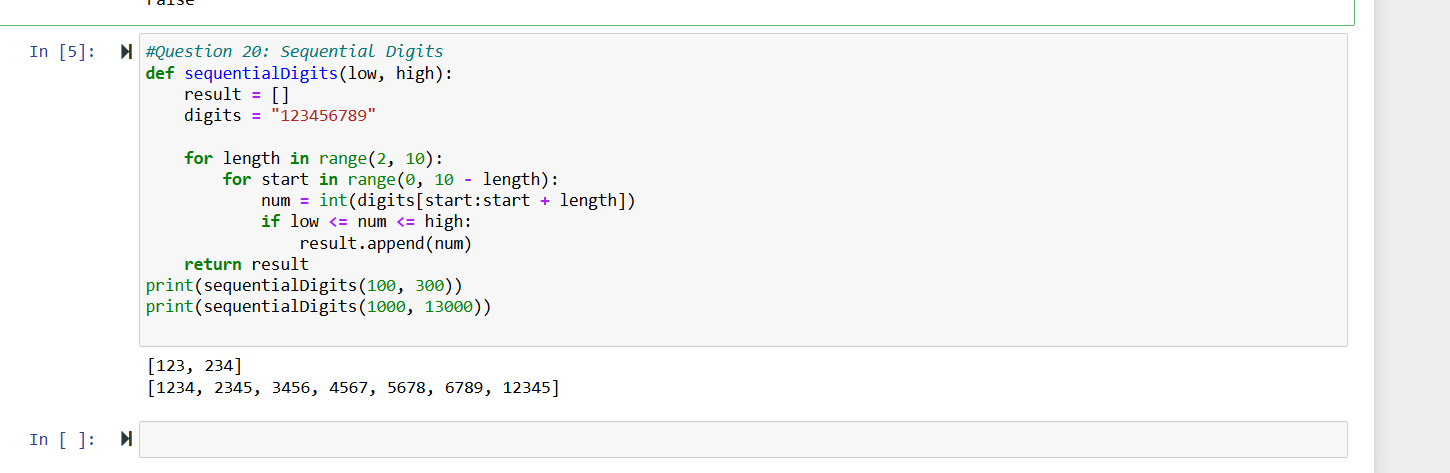 False
In [5]:
#Question 20: Sequential Digits
def sequentialDigits(low, high):
    result = []
    digits = "123456789"

    for length in range(2, 10):
        for start in range(0, 10 - length):
            num = int(digits[start:start + length])
            if low <= num <= high:
                result.append(num)
    return result
print(sequentialDigits(100, 300))
print(sequentialDigits(1000, 13000))
[123, 234]
[1234, 2345, 3456, 4567, 5678, 6789, 12345]
In [ ]: